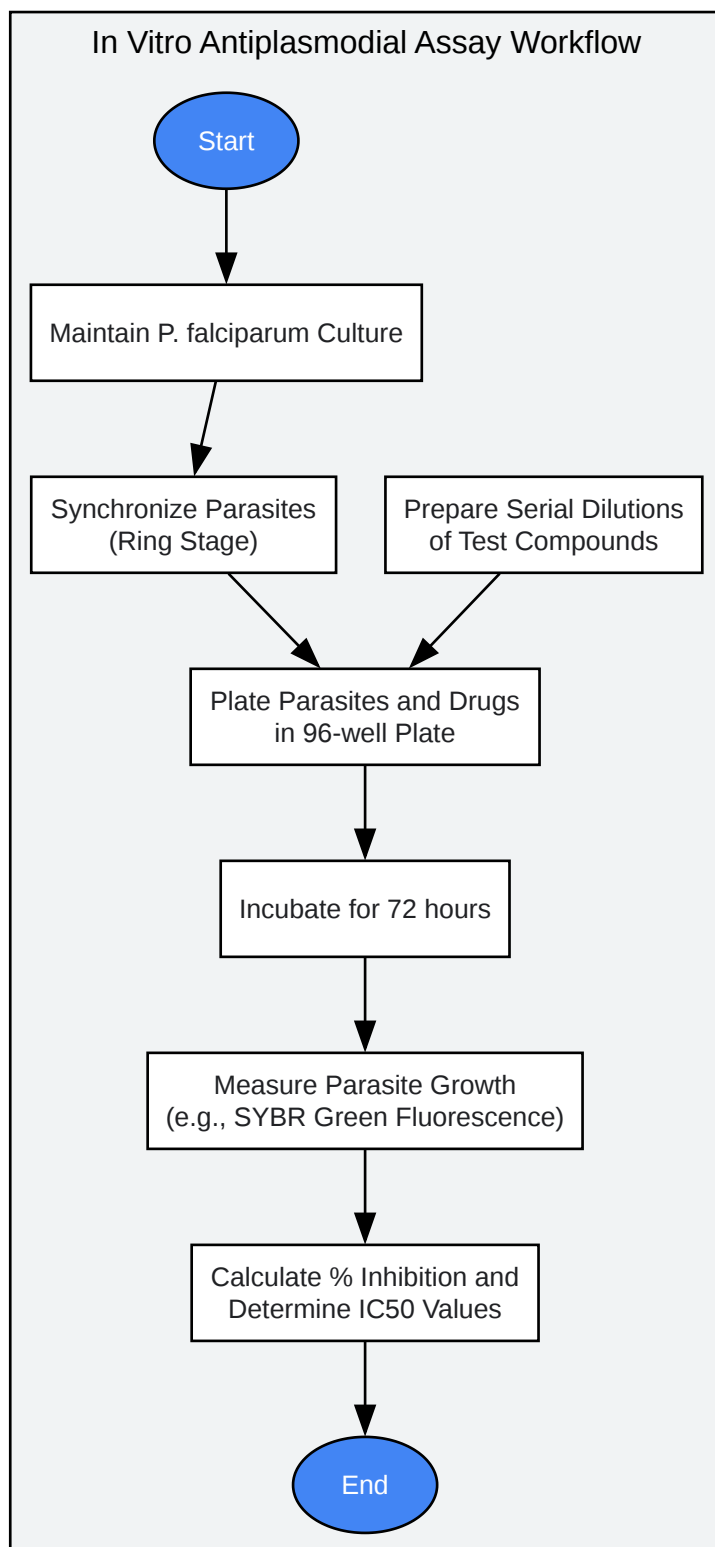 In Vitro Antiplasmodial Assay Workflow
Start
Maintain P. falciparum Culture
Synchronize Parasites
(Ring Stage)
Prepare Serial Dilutions
of Test Compounds
Plate Parasites and Drugs
in 96-well Plate
Incubate for 72 hours
Measure Parasite Growth
(e.g., SYBR Green Fluorescence)
Calculate % Inhibition and
Determine IC50 Values
End